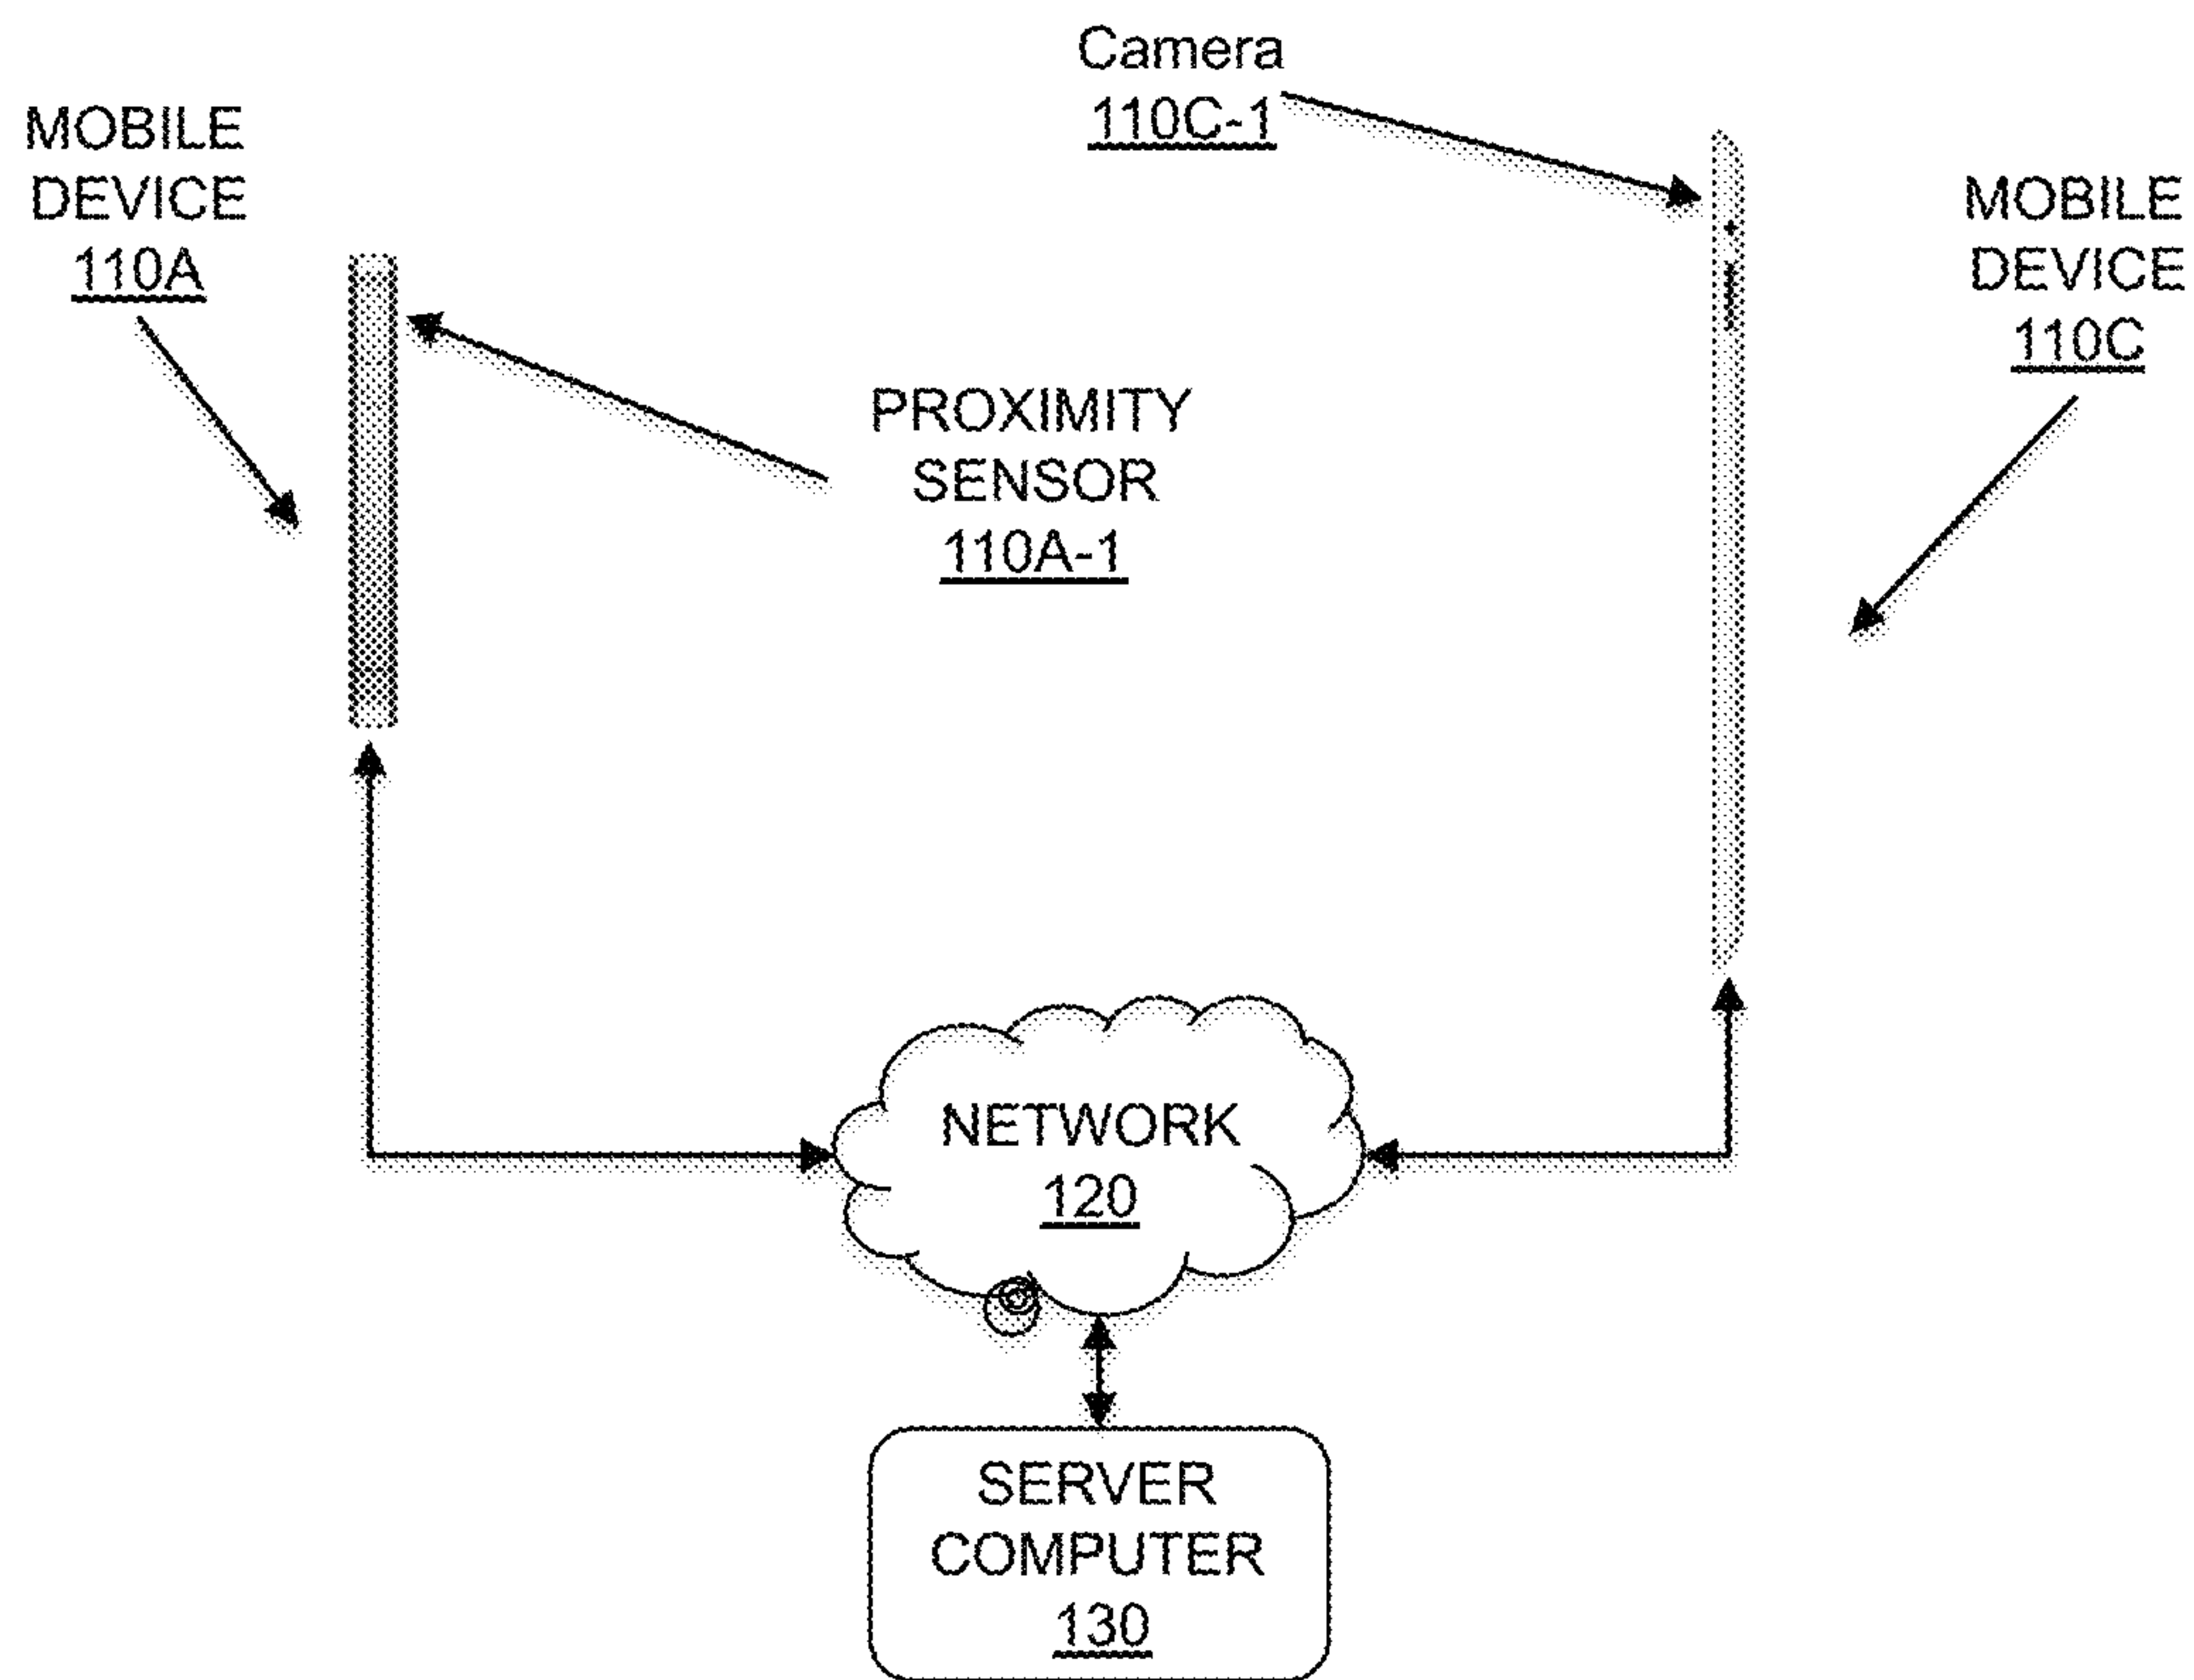 Camera
110C-1
MOBILE
DEVICE
110A
MOBILE
DEVICE
110C
PROXIMITY
SENSOR
110A-1
NETWORK
120
SERVER
COMPUTER
130